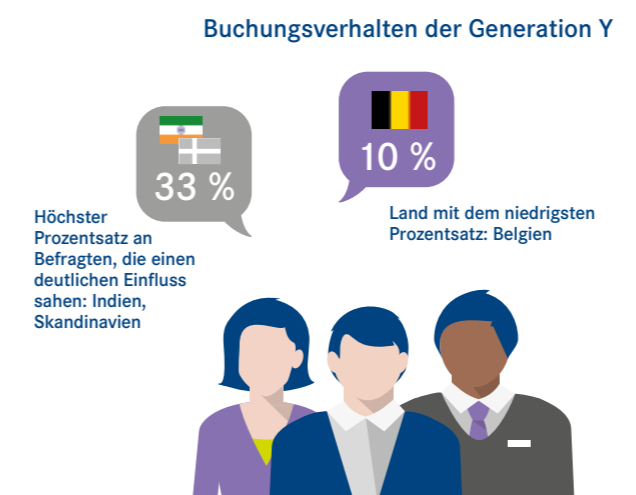 Buchungsverhalten der Generation Y
33 %
Höchster
Prozentsatz an
Befragten, die einen
deutlichen Einfluss
sahen: Indien,
Skandinavien
10 %
Land mit dem niedrigsten
Prozentsatz: Belgien